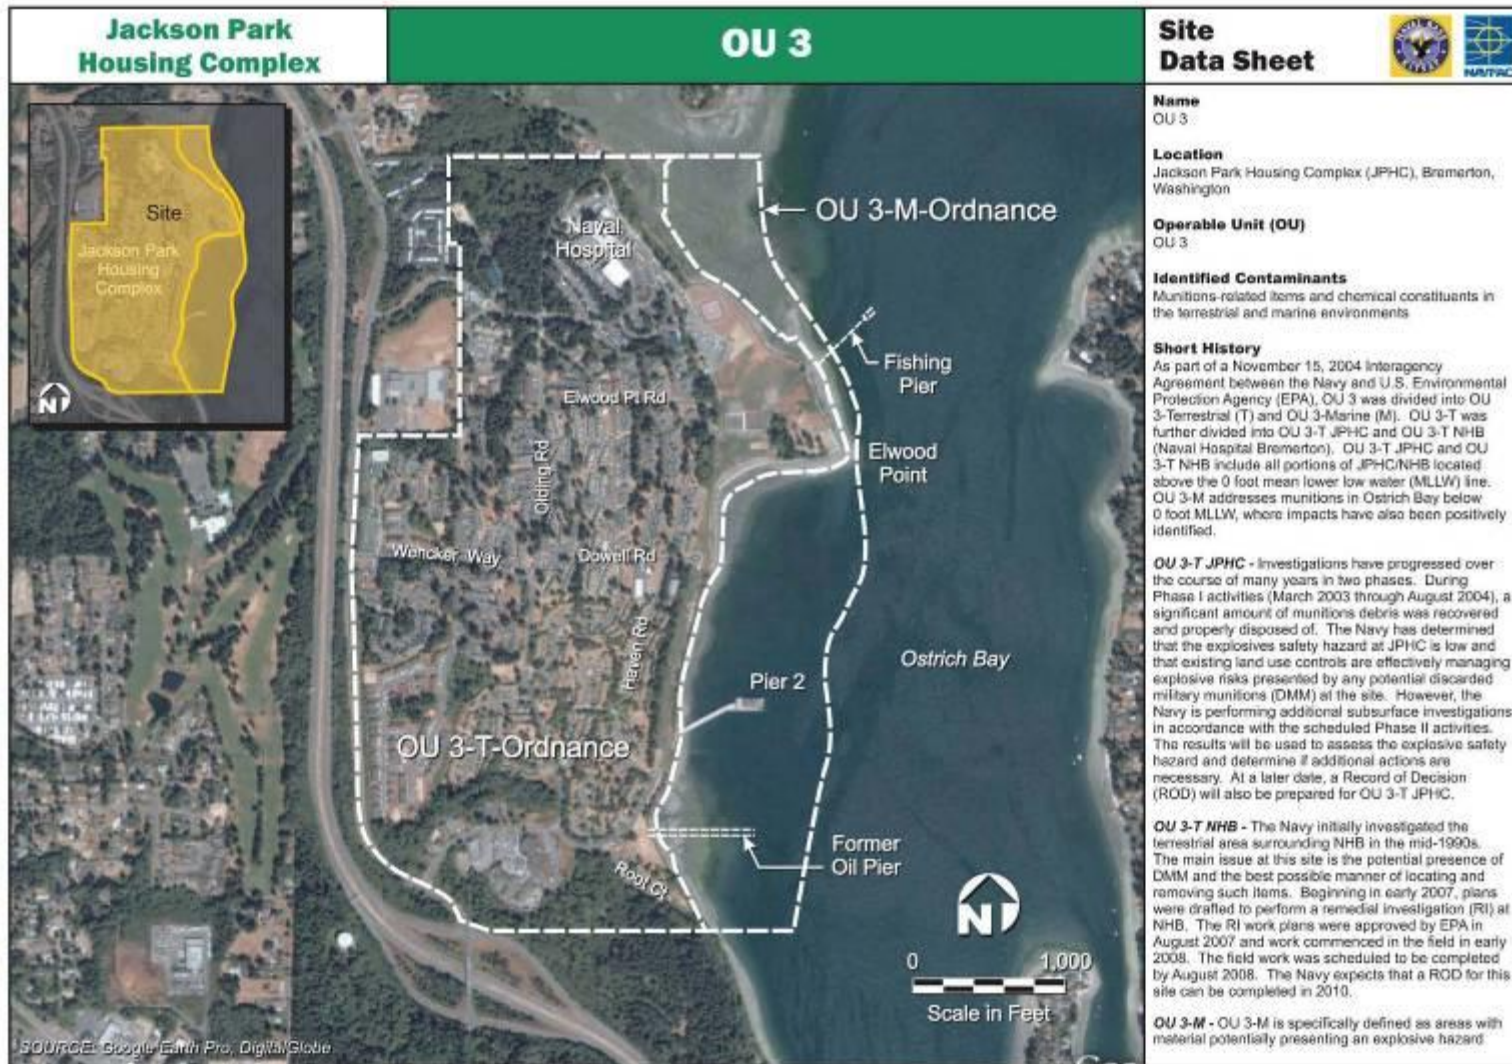 Jackson Park
Housing Complex
OU 3
Site
Data Sheet
NAVFAC
Site
Jackson Park
Housing
Complex
N
OU 3-M-Ordnance
Naval
Hospital
Fishing
Pier
Elwood Pt Rd
Elwood
Point
Olding Rd
Wencker Way
Dowell Rd
Haven Rd
Ostrich Bay
Pier 2
OU 3-T-Ordnance
Former
Oil Pier
Root Ct
N
0 1,000
Scale in Feet
SOURCE: Google Earth Pro, DigitalGlobe
Name
OU 3
Location
Jackson Park Housing Complex (JPHC), Bremerton,
Washington
Operable Unit (OU)
OU 3
Identified Contaminants
Munitions-related items and chemical constituents in
the terrestrial and marine environments
Short History
As part of a November 15, 2004 Interagency
Agreement between the Navy and U.S. Environmental
Protection Agency (EPA), OU 3 was divided into OU
3-Terrestrial (T) and OU 3-Marine (M). OU 3-T was
further divided into OU 3-T JPHC and OU 3-T NHB
(Naval Hospital Bremerton). OU 3-T JPHC and OU
3-T NHB include all portions of JPHC/NHB located
above the 0 foot mean lower low water (MLLW) line.
OU 3-M addresses munitions in Ostrich Bay below
0 foot MLLW, where impacts have also been positively
identified.
OU 3-T JPHC - Investigations have progressed over
the course of many years in two phases. During
Phase I activities (March 2003 through August 2004), a
significant amount of munitions debris was recovered
and properly disposed of. The Navy has determined
that the explosives safety hazard at JPHC is low and
that existing land use controls are effectively managing
explosive risks presented by any potential discarded
military munitions (DMM) at the site. However, the
Navy is performing additional subsurface investigations
in accordance with the scheduled Phase II activities.
The results will be used to assess the explosive safety
hazard and determine if additional actions are
necessary. At a later date, a Record of Decision
(ROD) will also be prepared for OU 3-T JPHC.
OU 3-T NHB - The Navy initially investigated the
terrestrial area surrounding NHB in the mid-1990s.
The main issue at this site is the potential presence of
DMM and the best possible manner of locating and
removing such items. Beginning in early 2007, plans
were drafted to perform a remedial investigation (RI) at
NHB. The RI work plans were approved by EPA in
August 2007 and work commenced in the field in early
2008. The field work was scheduled to be completed
by August 2008. The Navy expects that a ROD for this
site can be completed in 2010.
OU 3-M - OU 3-M is specifically defined as areas with
material potentially presenting an explosive hazard